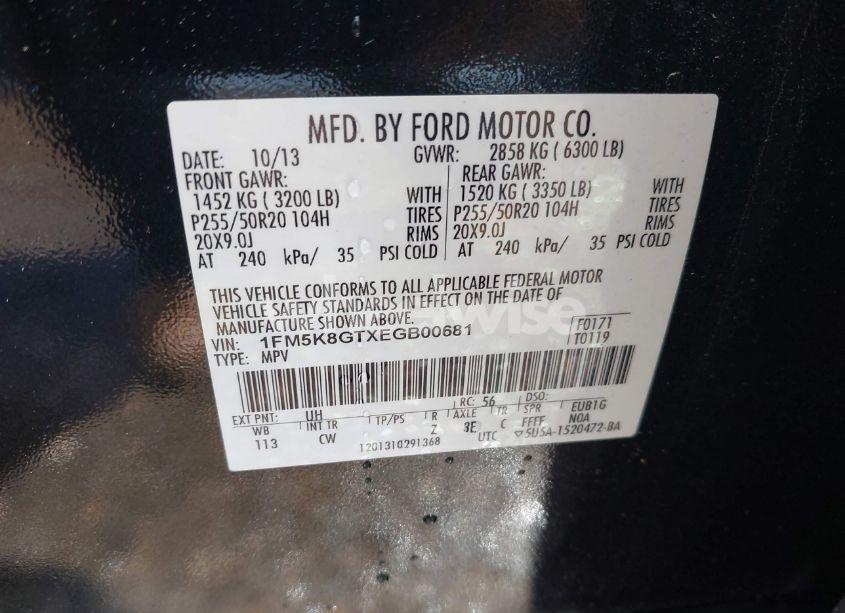 MFD. BY FORD MOTOR CO.
DATE: 10/13 GVWR: 2858 KG ( 6300 LB)
FRONT GAWR: REAR GAWR:
1452 KG ( 3200 LB) WITH 1520 KG ( 3350 LB) WITH
P255/50R20 104H TIRES P255/50R20 104H TIRES
20X9.0J RIMS 20X9.0J RIMS
AT 240 kPa/ 35 PSI COLD AT 240 kPa/ 35 PSI COLD
THIS VEHICLE CONFORMS TO ALL APPLICABLE FEDERAL MOTOR
VEHICLE SAFETY STANDARDS IN EFFECT ON THE DATE OF
MANUFACTURE SHOWN ABOVE.
VIN: 1FM5K8GTXEGB00681 F0171
TYPE: MPV T0119
EXT PNT: UH RC: 56 DSO:
WB INT TR TP/PS R AXLE TR SPR EUB1G
113 CW Z 3E C FFFF NOA
1201310291368 UTC ▽5U5A-1520472-BA